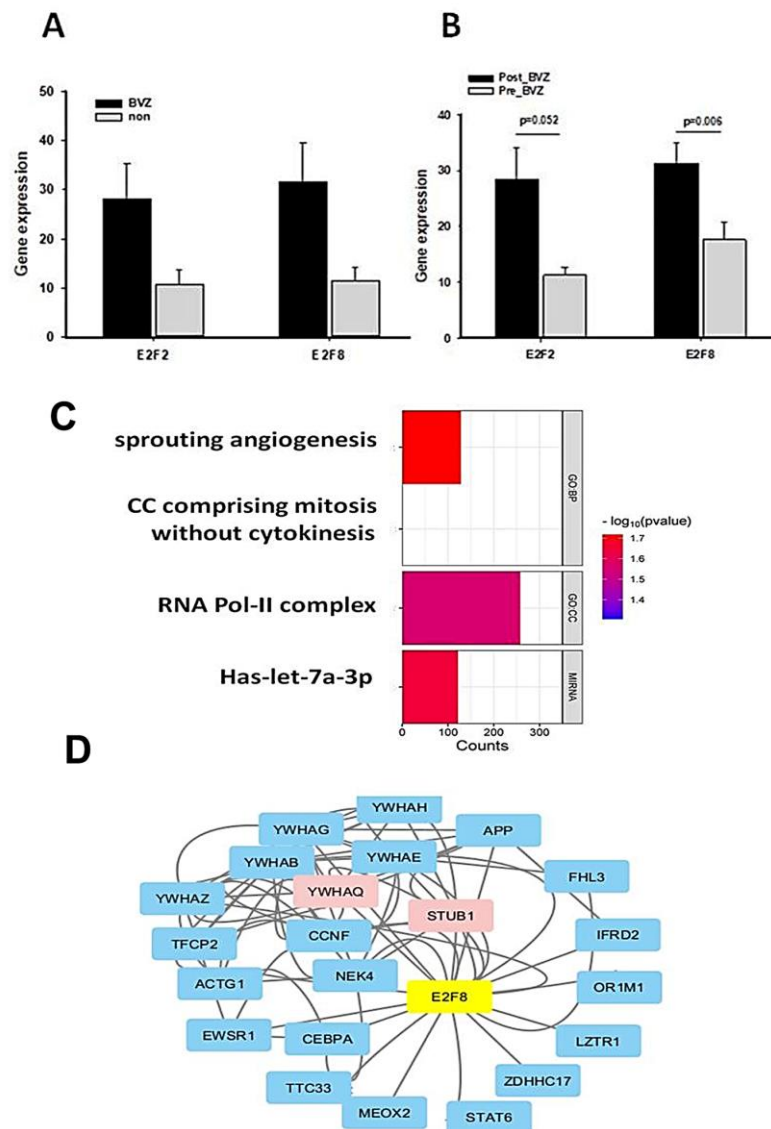 A
BVZ
non
Gene expression
50
40
30
20
10
0
E2F2
E2F8
B
Post_BVZ
Pre_BVZ
Gene expression
40
30
20
10
0
p=0.052
p=0.006
E2F2
E2F8
C
sprouting angiogenesis
CC comprising mitosis
without cytokinesis
RNA Pol-II complex
Has-let-7a-3p
GO:BP
GO:CC
MIRNA
0 100 200 300
Counts
- log10(pvalue)
1.7
1.6
1.5
1.4
D
YWHAH
YWHAG
APP
YWHAB
YWHAE
FHL3
YWHAZ
YWHAQ
STUB1
TFCP2
CCNF
IFRD2
ACTG1
NEK4
E2F8
OR1M1
EWSR1
CEBPA
LZTR1
TTC33
ZDHHC17
MEOX2
STAT6